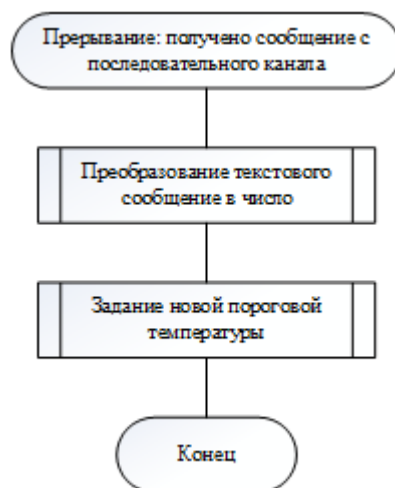 Прерывание: получено сообщение с
последовательного канала
Преобразование текстового
сообщение в число
Задание новой пороговой
температуры
Конец